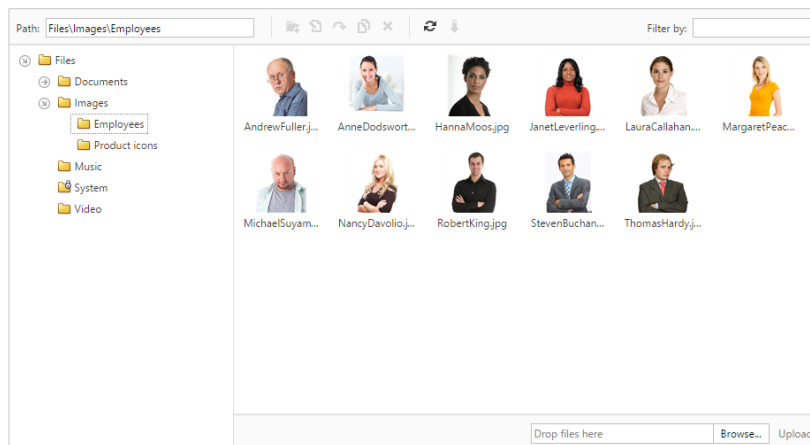 Path: Files\Images\Employees Filter by:
Files
Documents
Images
Employees
Product icons
Music
System
Video
AndrewFuller.j... AnneDodswort... HannaMoos.jpg JanetLeverling.... LauraCallahan.... MargaretPeac...
MichaelSuyam... NancyDavolio.j... RobertKing.jpg StevenBuchan... ThomasHardy.j...
Drop files here Browse... Upload